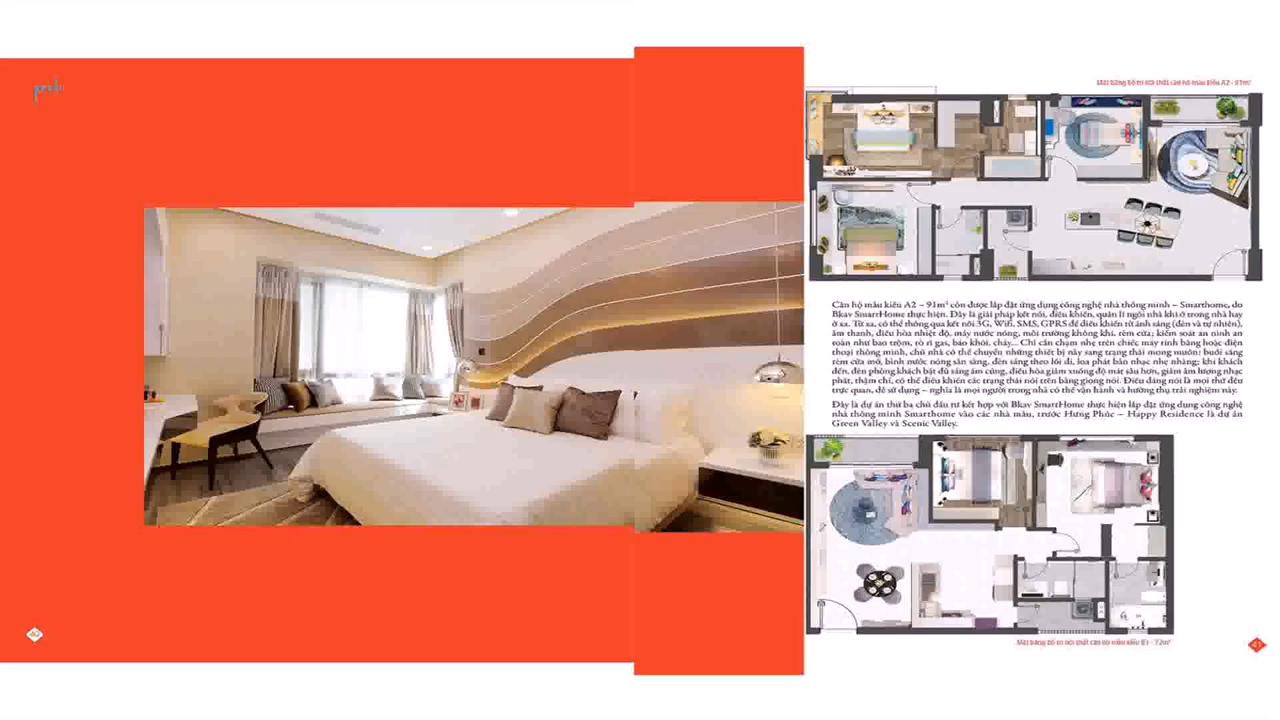 Mặt bằng bố trí nội thất căn hộ mẫu kiểu A2 - 91m²
Căn hộ mẫu kiểu A2 – 91m² còn được lắp đặt ứng dụng công nghệ nhà thông minh – Smarthome, do
Bkav SmartHome thực hiện. Đây là giải pháp kết nối, điều khiển, quản lí ngôi nhà khi ở trong nhà hay
ở xa. Từ xa, có thể thông qua kết nối 3G, Wifi, SMS, GPRS để điều khiển từ ánh sáng (đèn và tự nhiên),
âm thanh, điều hòa nhiệt độ, máy nước nóng, môi trường không khí, rèm cửa; kiểm soát an ninh an
toàn như báo trộm, rò rỉ gas, báo khói, cháy... Chỉ cần chạm nhẹ trên chiếc máy tính bảng hoặc điện
thoại thông minh, chủ nhà có thể chuyển những thiết bị này sang trạng thái mong muốn: buổi sáng
rèm cửa mở, bình nước nóng sẵn sàng, đèn sáng theo lối đi, loa phát bản nhạc nhẹ nhàng; khi khách
đến, đèn phòng khách bật đủ sáng ấm cúng, điều hòa giảm xuống độ mát sâu hơn, giảm âm lượng nhạc
phát, thậm chí, có thể điều khiển các trạng thái nói trên bằng giọng nói. Điều đáng nói là mọi thứ đều
trực quan, dễ sử dụng – nghĩa là mọi người trong nhà có thể vận hành và hưởng thụ trải nghiệm này.
Đây là dự án thứ ba chủ đầu tư kết hợp với Bkav SmartHome thực hiện lắp đặt ứng dụng công nghệ
nhà thông minh Smarthome vào các nhà mẫu, trước Hưng Phúc – Happy Residence là dự án
Green Valley và Scenic Valley.
Mặt bằng bố trí nội thất căn hộ mẫu kiểu B1 - 72m²